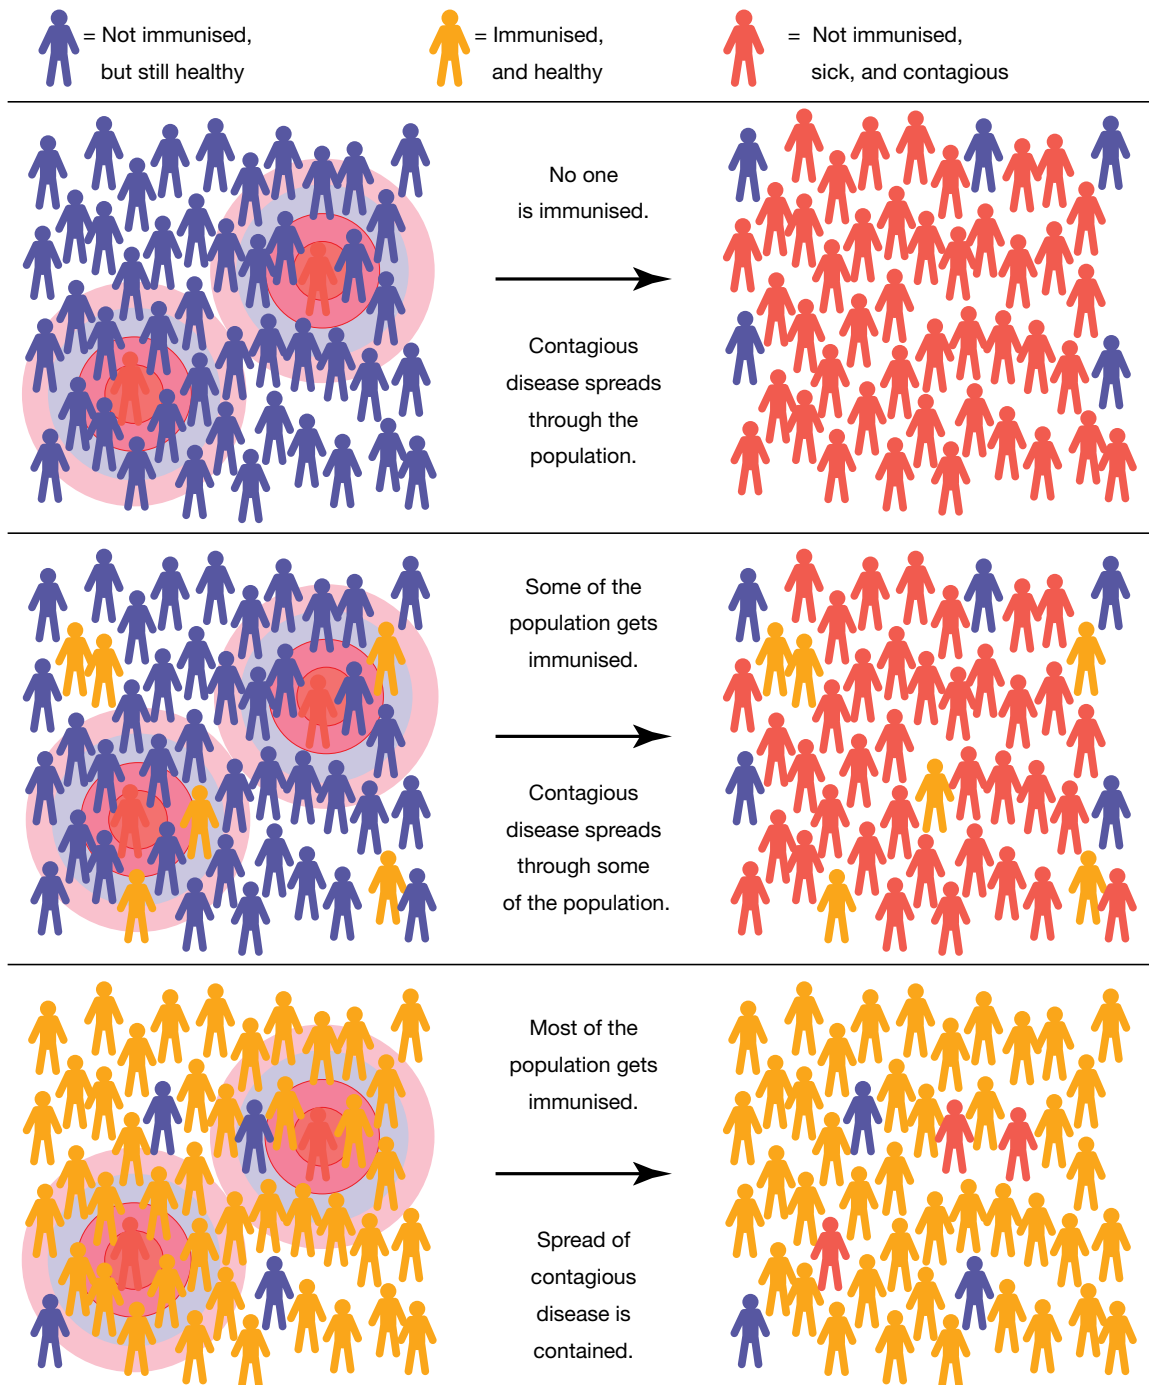 = Not immunised,
but still healthy
= Immunised,
and healthy
= Not immunised,
sick, and contagious
No one
is immunised.
Contagious
disease spreads
through the
population.
Some of the
population gets
immunised.
Contagious
disease spreads
through some
of the population.
Most of the
population gets
immunised.
Spread of
contagious
disease is
contained.